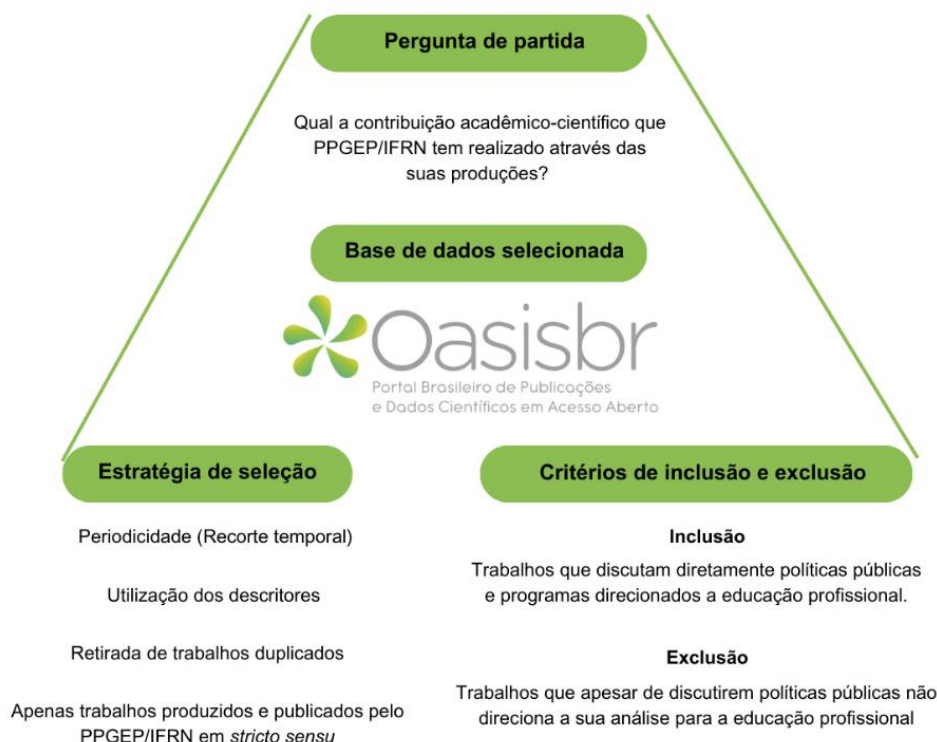 Pergunta de partida
Qual a contribuição acadêmico-científico que
PPGEP/IFRN tem realizado através das
suas produções?
Base de dados selecionada
Oasisbr
Portal Brasileiro de Publicações
e Dados Científicos em Acesso Aberto
Estratégia de seleção
Periodicidade (Recorte temporal)
Utilização dos descritores
Retirada de trabalhos duplicados
Apenas trabalhos produzidos e publicados pelo
PPGEP/IFRN em stricto sensu
Critérios de inclusão e exclusão
Inclusão
Trabalhos que discutam diretamente políticas públicas
e programas direcionados a educação profissional.
Exclusão
Trabalhos que apesar de discutirem políticas públicas não
direciona a sua análise para a educação profissional